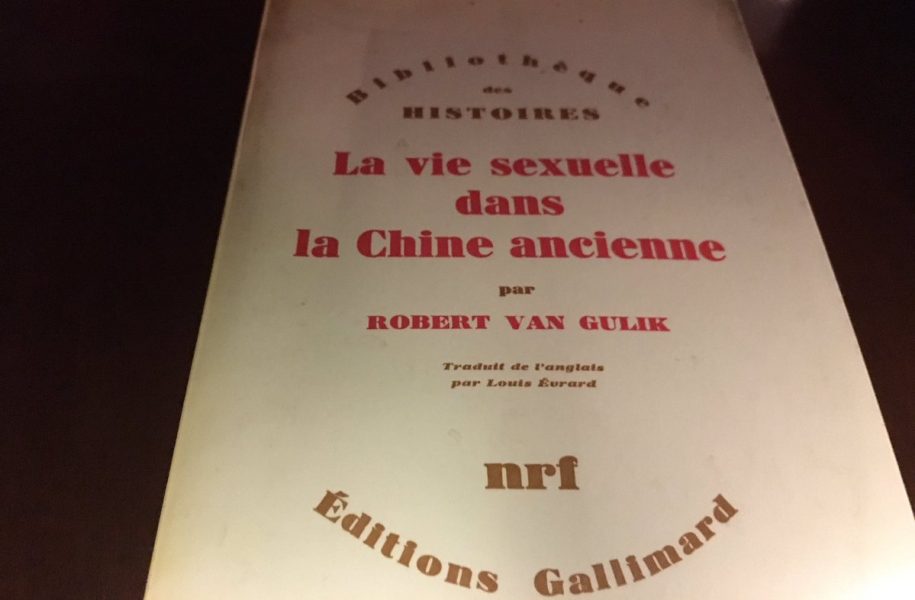 Bibliothèque
des
HISTOIRES
La vie sexuelle
dans
la Chine ancienne
par
ROBERT VAN GULIK
Traduit de l'anglais
par Louis Évrard
nrf
Éditions Gallimard